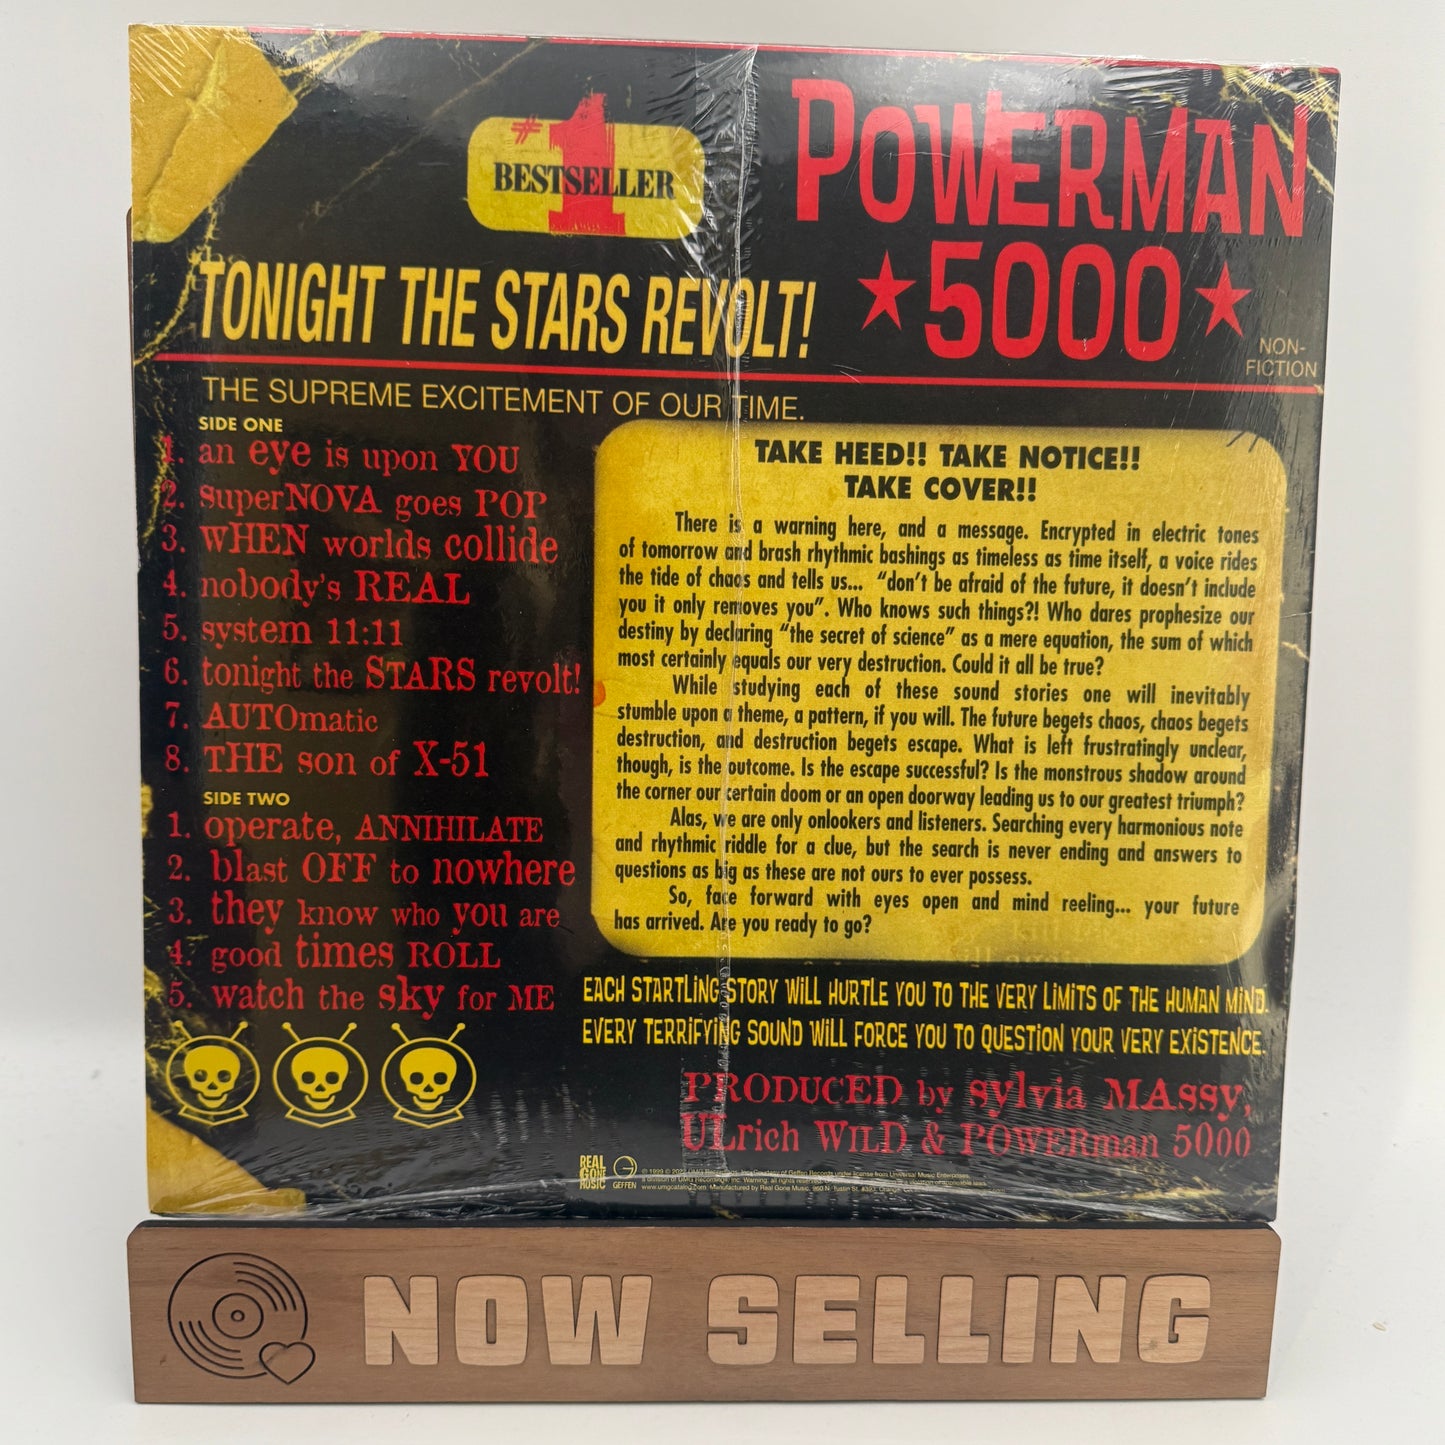 #1
BESTSELLER
POWERMAN
★5000★
NON-
FICTION
TONIGHT THE STARS REVOLT!
THE SUPREME EXCITEMENT OF OUR TIME.
SIDE ONE
1. an eye is upon YOU
2. superNOVA goes POP
3. wHEN worlds collide
4. nobody's REAL
5. system 11:11
6. tonight the STARS revolt!
7. AUTOmatic
8. THE son of X-51
SIDE TWO
1. operate, ANNIHILATE
2. blast OFF to nowhere
3. they know who you are
4. good times ROLL
5. watch the sky for ME
TAKE HEED!! TAKE NOTICE!!
TAKE COVER!!
There is a warning here, and a message. Encrypted in electric tones
of tomorrow and brash rhythmic bashings as timeless as time itself, a voice rides
the tide of chaos and tells us... "don't be afraid of the future, it doesn't include
you it only removes you". Who knows such things?! Who dares prophesize our
destiny by declaring "the secret of science" as a mere equation, the sum of which
most certainly equals our very destruction. Could it all be true?
While studying each of these sound stories one will inevitably
stumble upon a theme, a pattern, if you will. The future begets chaos, chaos begets
destruction, and destruction begets escape. What is left frustratingly unclear,
though, is the outcome. Is the escape successful? Is the monstrous shadow around
the corner our certain doom or an open doorway leading us to our greatest triumph?
Alas, we are only onlookers and listeners. Searching every harmonious note
and rhythmic riddle for a clue, but the search is never ending and answers to
questions as big as these are not ours to ever possess.
So, face forward with eyes open and mind reeling... your future
has arrived. Are you ready to go?
EACH STARTLING STORY WILL HURTLE YOU TO THE VERY LIMITS OF THE HUMAN MIND.
EVERY TERRIFYING SOUND WILL FORCE YOU TO QUESTION YOUR VERY EXISTENCE.
PRODUCED by sylvia MAssy,
ULrich WILD & POWERman 5000
REAL
GONE
MUSIC
GEFFEN
NOW SELLING